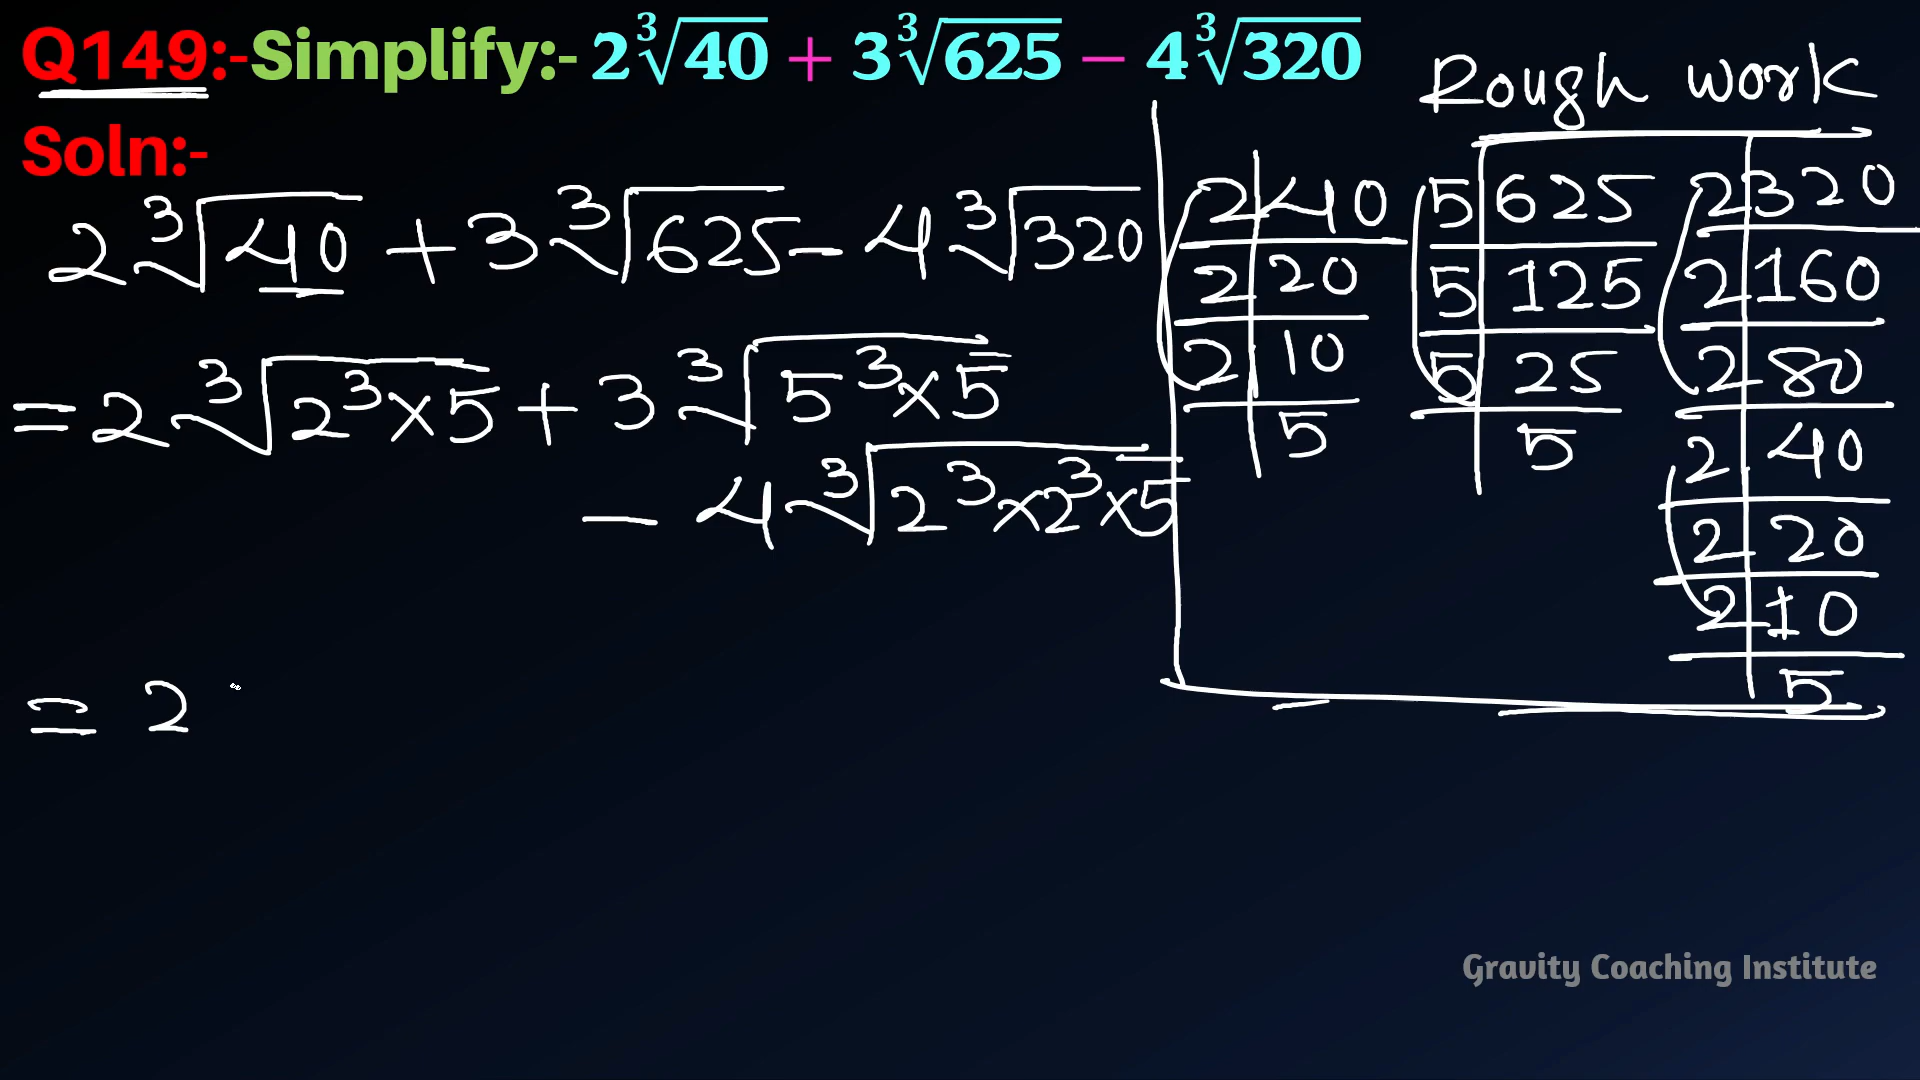 Q149:-Simplify:- 2∛40 + 3∛625 − 4∛320
Soln:-
Rough work
2∛40 + 3∛625 − 4∛320
= 2∛2³×5 + 3∛5³×5
− 4∛2³×2³×5
= 2
2|40
2|20
2|10
5
5|625
5|125
5|25
5
2|320
2|160
2|80
2|40
2|20
2|10
5
Gravity Coaching Institute